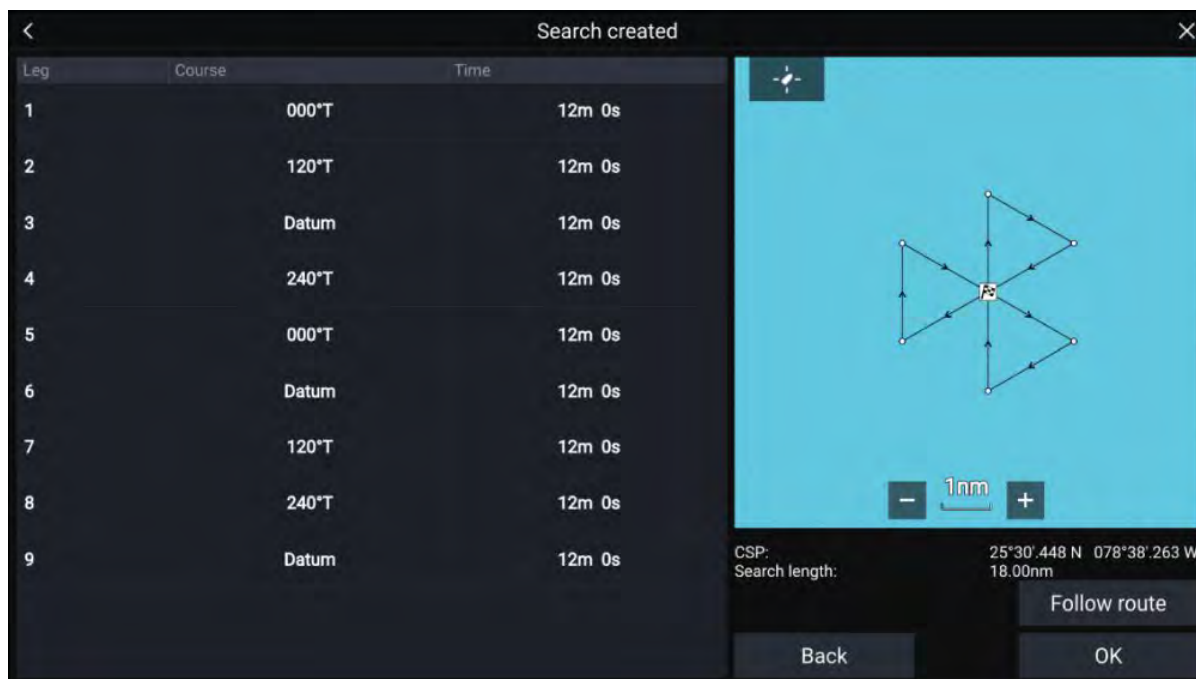 Search created
Leg Course Time
1 000°T 12m 0s
2 120°T 12m 0s
3 Datum 12m 0s
4 240°T 12m 0s
5 000°T 12m 0s
6 Datum 12m 0s
7 120°T 12m 0s
8 240°T 12m 0s
9 Datum 12m 0s
1nm
CSP: 25°30'.448 N 078°38'.263 W
Search length: 18.00nm
Follow route
Back OK